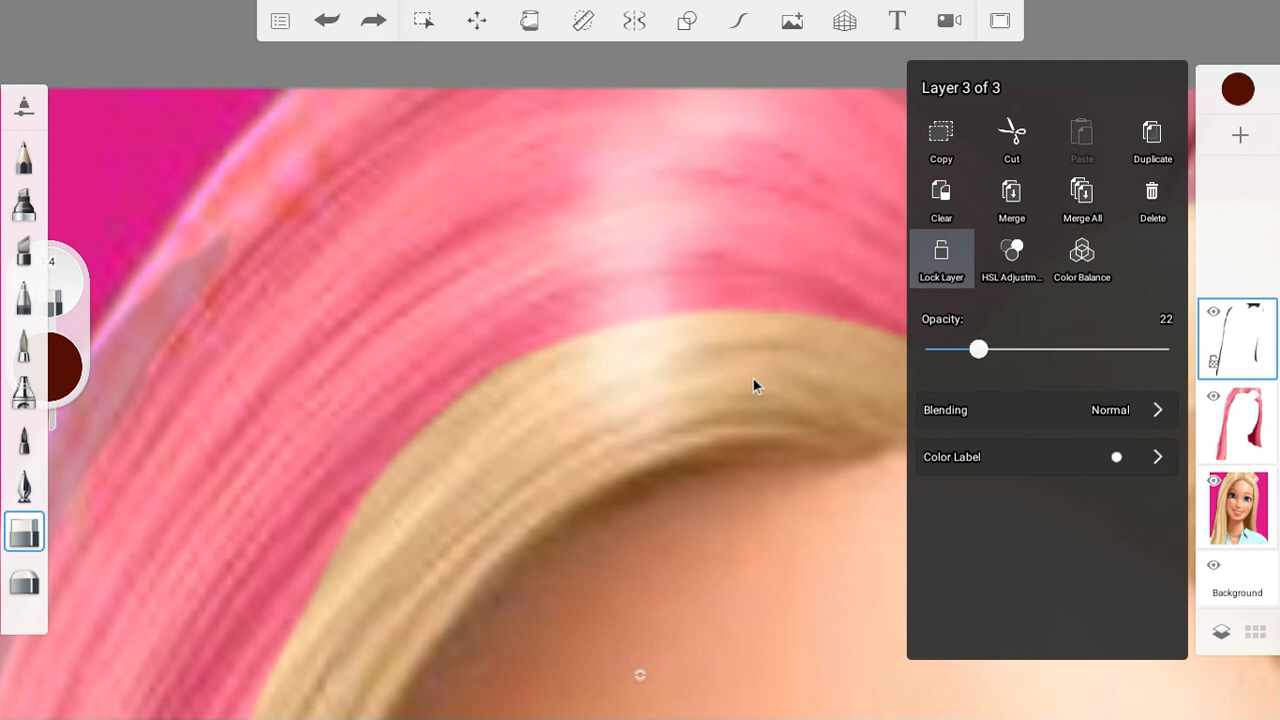 Layer 3 of 3
Copy
Cut
Paste
Duplicate
Clear
Merge
Merge All
Delete
Lock Layer
HSL Adjustm...
Color Balance
Opacity:
22
Blending
Normal
Color Label
Background